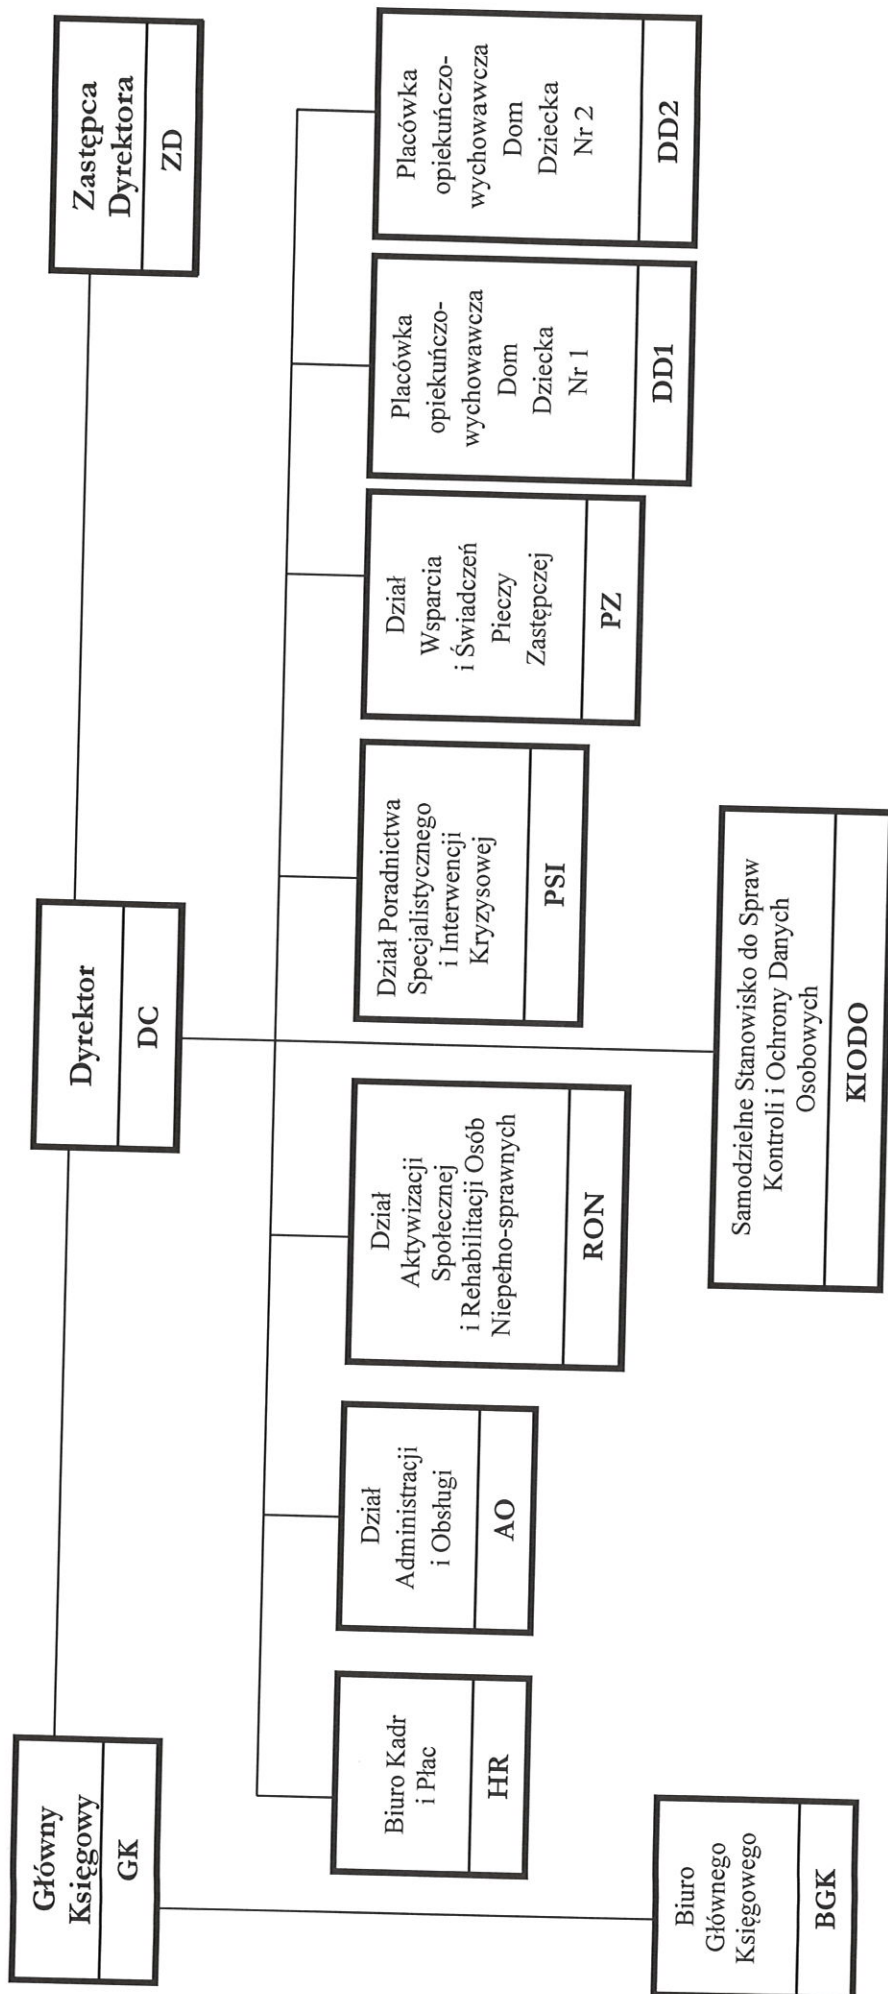 Główny
Księgowy
GK
Dyrektor
DC
Zastępca
Dyrektora
ZD
Biuro Kadr
i Płac
HR
Dział
Administracji
i Obsługi
AO
Dział
Aktywizacji
Społecznej
i Rehabilitacji Osób
Niepełno-sprawnych
RON
Dział Poradnictwa
Specjalistycznego
i Interwencji
Kryzysowej
PSI
Dział
Wsparcia
i Świadczeń
Pieczy
Zastępczej
PZ
Placówka
opiekuńczo-
wychowawcza
Dom
Dziecka
Nr 1
DD1
Placówka
opiekuńczo-
wychowawcza
Dom
Dziecka
Nr 2
DD2
Biuro
Głównego
Księgowego
BGK
Samodzielne Stanowisko do Spraw
Kontroli i Ochrony Danych
Osobowych
KIODO